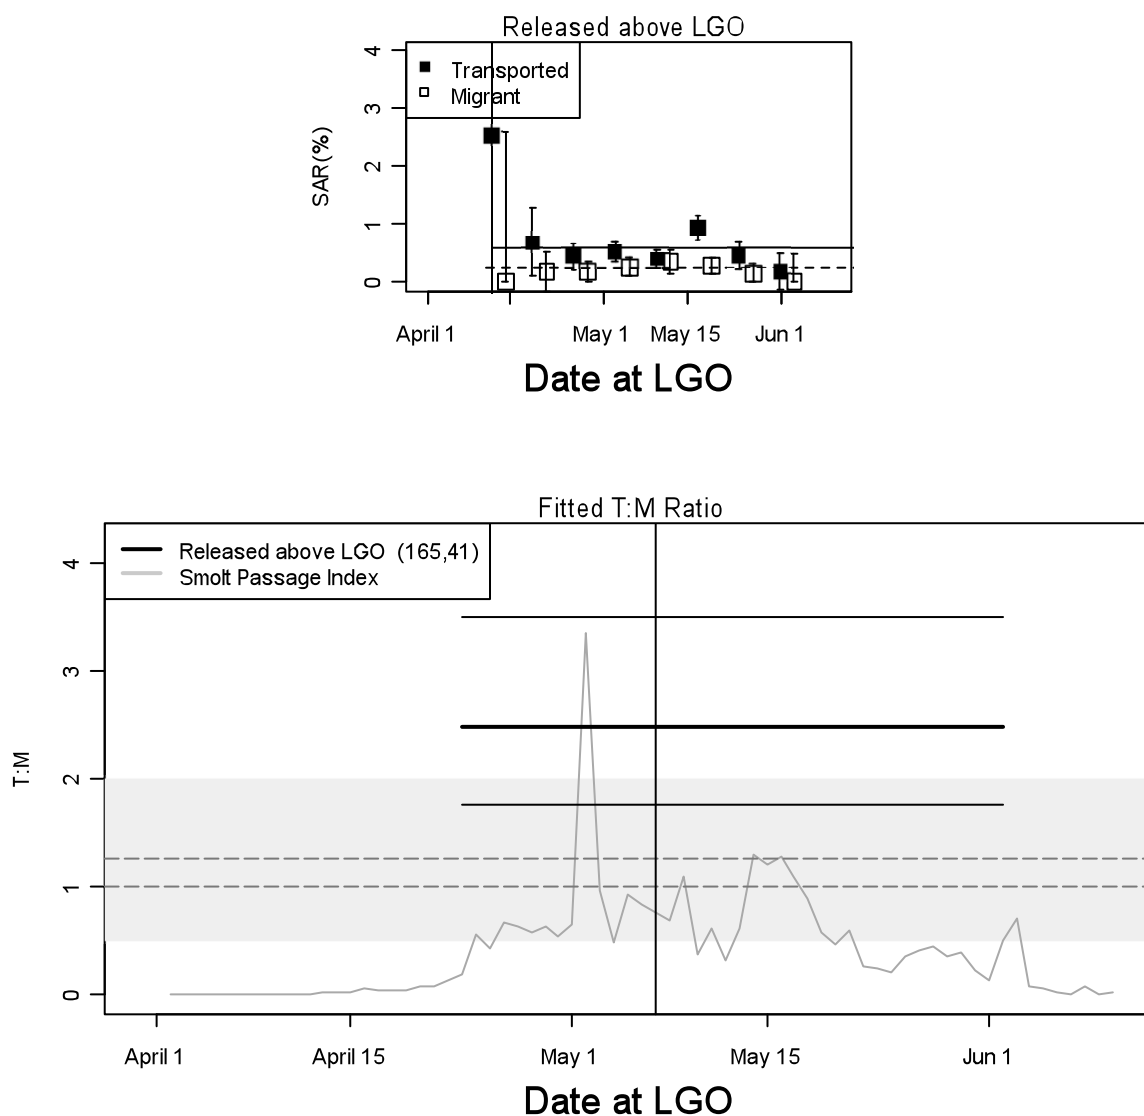 Released above LGO
Transported
Migrant
SAR(%)
4
3
2
1
0
April 1
May 1
May 15
Jun 1
Date at LGO
Fitted T:M Ratio
Released above LGO (165,41)
Smolt Passage Index
T:M
4
3
2
1
0
April 1
April 15
May 1
May 15
Jun 1
Date at LGO